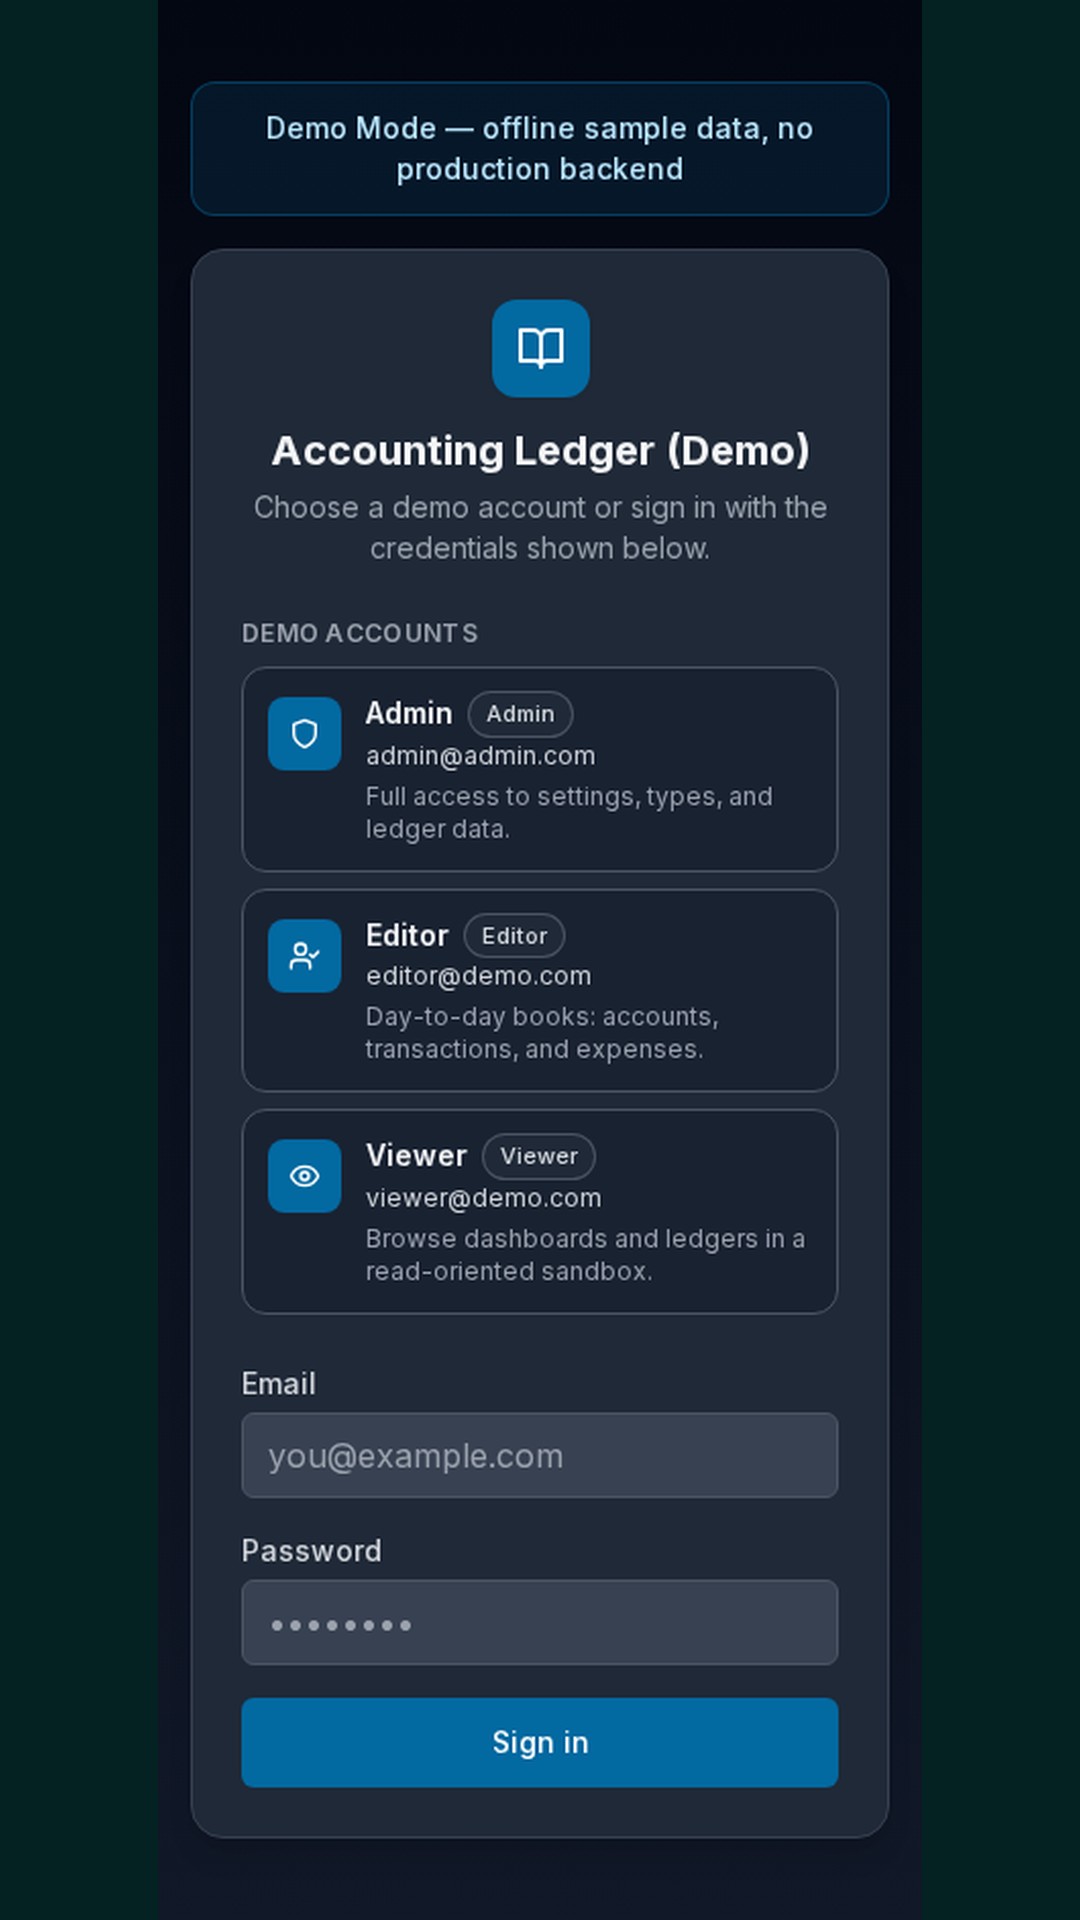 Demo Mode — offline sample data, no
production backend
Accounting Ledger (Demo)
Choose a demo account or sign in with the
credentials shown below.
DEMO ACCOUNTS
Admin Admin
admin@admin.com
Full access to settings, types, and
ledger data.
Editor Editor
editor@demo.com
Day-to-day books: accounts,
transactions, and expenses.
Viewer Viewer
viewer@demo.com
Browse dashboards and ledgers in a
read-oriented sandbox.
Email
you@example.com
Password
••••••••
Sign in